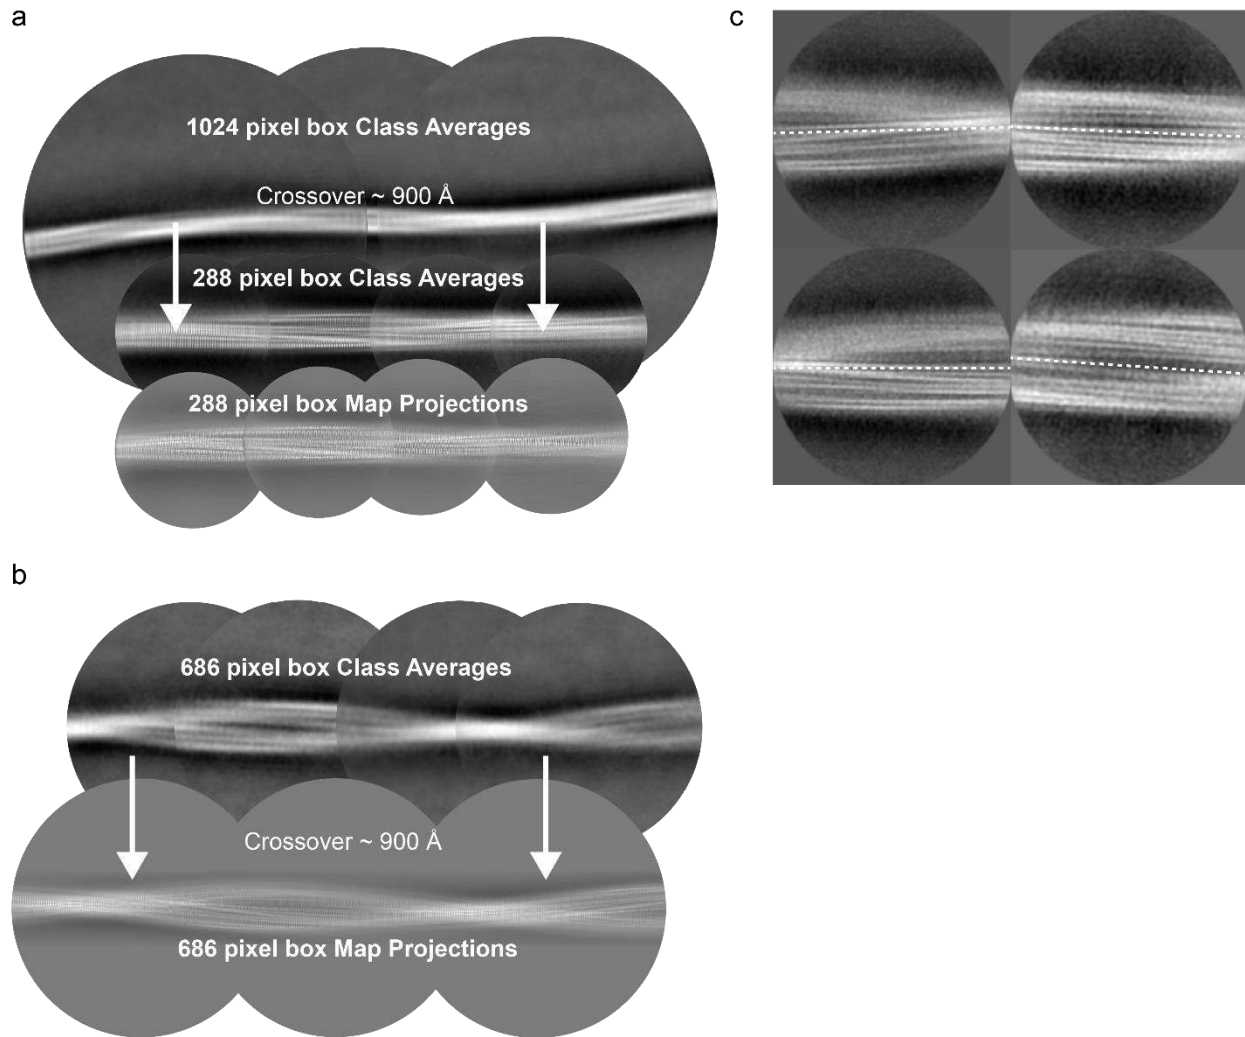 a
1024 pixel box Class Averages
Crossover ~ 900 Å
288 pixel box Class Averages
288 pixel box Map Projections
c
b
686 pixel box Class Averages
Crossover ~ 900 Å
686 pixel box Map Projections